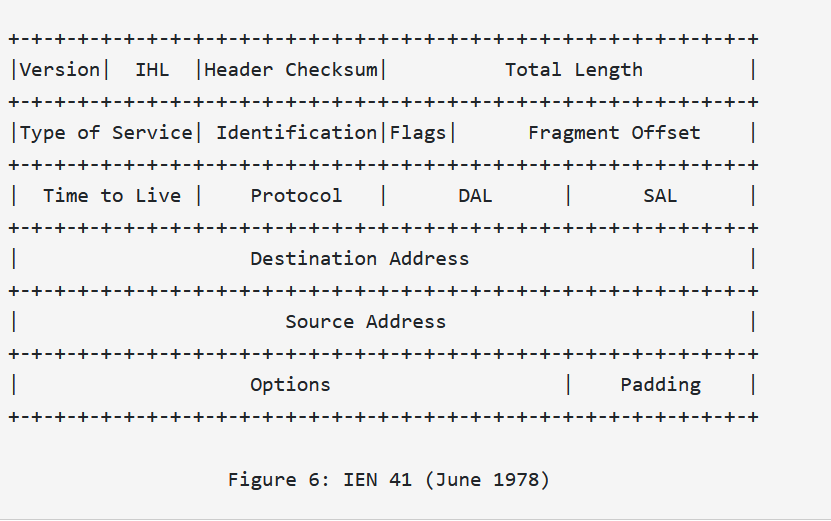 +-+-+-+-+-+-+-+-+-+-+-+-+-+-+-+-+-+-+-+-+-+-+-+-+-+-+-+-+-+-+-+-+
|Version|  IHL  |Header Checksum|          Total Length         |
+-+-+-+-+-+-+-+-+-+-+-+-+-+-+-+-+-+-+-+-+-+-+-+-+-+-+-+-+-+-+-+-+
|Type of Service| Identification|Flags|      Fragment Offset    |
+-+-+-+-+-+-+-+-+-+-+-+-+-+-+-+-+-+-+-+-+-+-+-+-+-+-+-+-+-+-+-+-+
|  Time to Live |    Protocol   |      DAL      |      SAL      |
+-+-+-+-+-+-+-+-+-+-+-+-+-+-+-+-+-+-+-+-+-+-+-+-+-+-+-+-+-+-+-+-+
|                    Destination Address                        |
+-+-+-+-+-+-+-+-+-+-+-+-+-+-+-+-+-+-+-+-+-+-+-+-+-+-+-+-+-+-+-+-+
|                       Source Address                          |
+-+-+-+-+-+-+-+-+-+-+-+-+-+-+-+-+-+-+-+-+-+-+-+-+-+-+-+-+-+-+-+-+
|                    Options                    |    Padding    |
+-+-+-+-+-+-+-+-+-+-+-+-+-+-+-+-+-+-+-+-+-+-+-+-+-+-+-+-+-+-+-+-+
Figure 6: IEN 41 (June 1978)